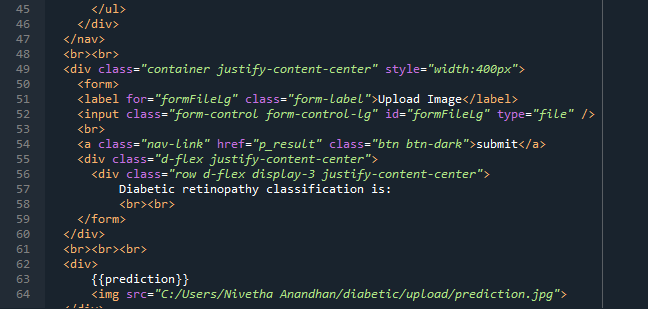 45 </ul>
46 </div>
47 </nav>
48 <br><br>
49 <div class="container justify-content-center" style="width:400px">
50 <form>
51 <label for="formFileLg" class="form-label">Upload Image</label>
52 <input class="form-control form-control-lg" id="formFileLg" type="file" />
53 <br>
54 <a class="nav-link" href="p_result" class="btn btn-dark">submit</a>
55 <div class="d-flex justify-content-center">
56 <div class="row d-flex display-3 justify-content-center">
57 Diabetic retinopathy classification is:
58 <br><br>
59 </form>
60 </div>
61 <br><br><br>
62 <div>
63 {{prediction}}
64 <img src="C:/Users/Nivetha Anandhan/diabetic/upload/prediction.jpg">